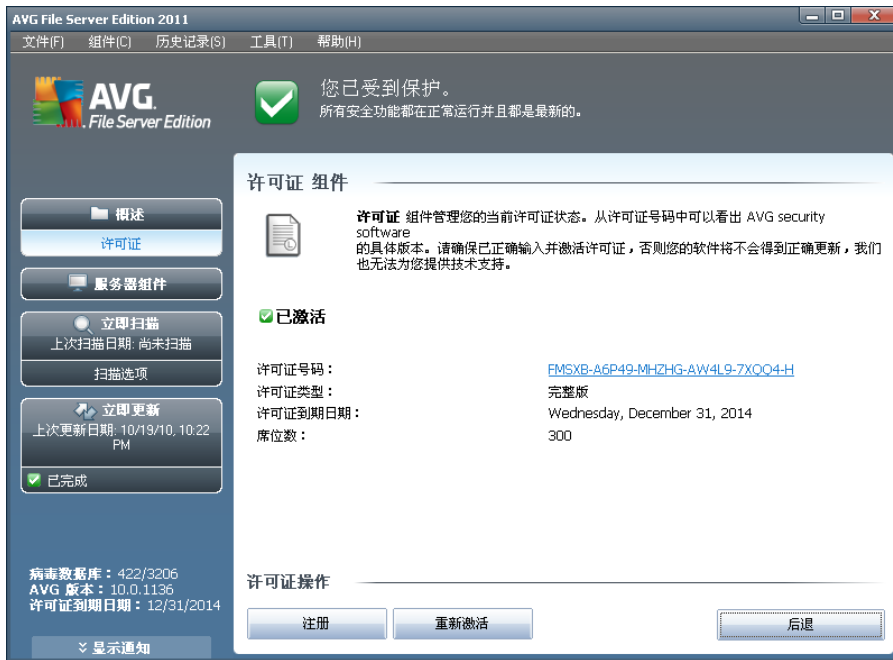 AVG File Server Edition 2011
文件(F) 组件(C) 历史记录(S) 工具(T) 帮助(H)
AVG.
File Server Edition
您已受到保护。
所有安全功能都在正常运行并且都是最新的。
概述
许可证
服务器组件
立即扫描
上次扫描日期: 尚未扫描
扫描选项
立即更新
上次更新日期: 10/19/10, 10:22
PM
已完成
病毒数据库：422/3206
AVG 版本：10.0.1136
许可证到期日期：12/31/2014
显示通知
许可证 组件
许可证 组件管理您的当前许可证状态。从许可证号码中可以看出 AVG security
software
的具体版本。请确保已正确输入并激活许可证，否则您的软件将不会得到正确更新，我们
也无法为您提供技术支持。
已激活
许可证号码： FMSXB-A6P49-MHZHG-AW4L9-7XQQ4-H
许可证类型： 完整版
许可证到期日期： Wednesday, December 31, 2014
席位数： 300
许可证操作
注册 重新激活 后退